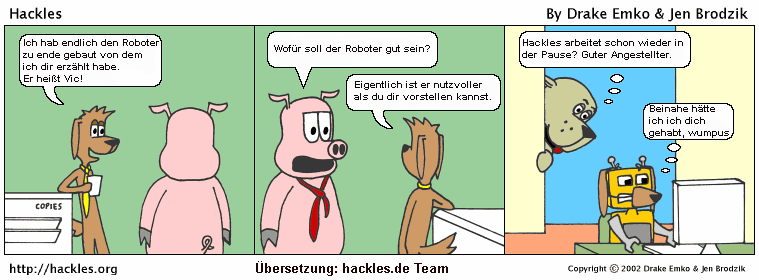 Hackles
By Drake Emko & Jen Brodzik
Ich hab endlich den Roboter
zu ende gebaut von dem
ich dir erzählt habe.
Er heißt Vic!
COPIES
Wofür soll der Roboter gut sein?
Eigentlich ist er nutzvoller
als du dir vorstellen kannst.
Hackles arbeitet schon wieder in
der Pause? Guter Angestellter.
Beinahe hätte
ich ich dich
gehabt, wumpus
http://hackles.org
Übersetzung: hackles.de Team
Copyright © 2002 Drake Emko & Jen Brodzik